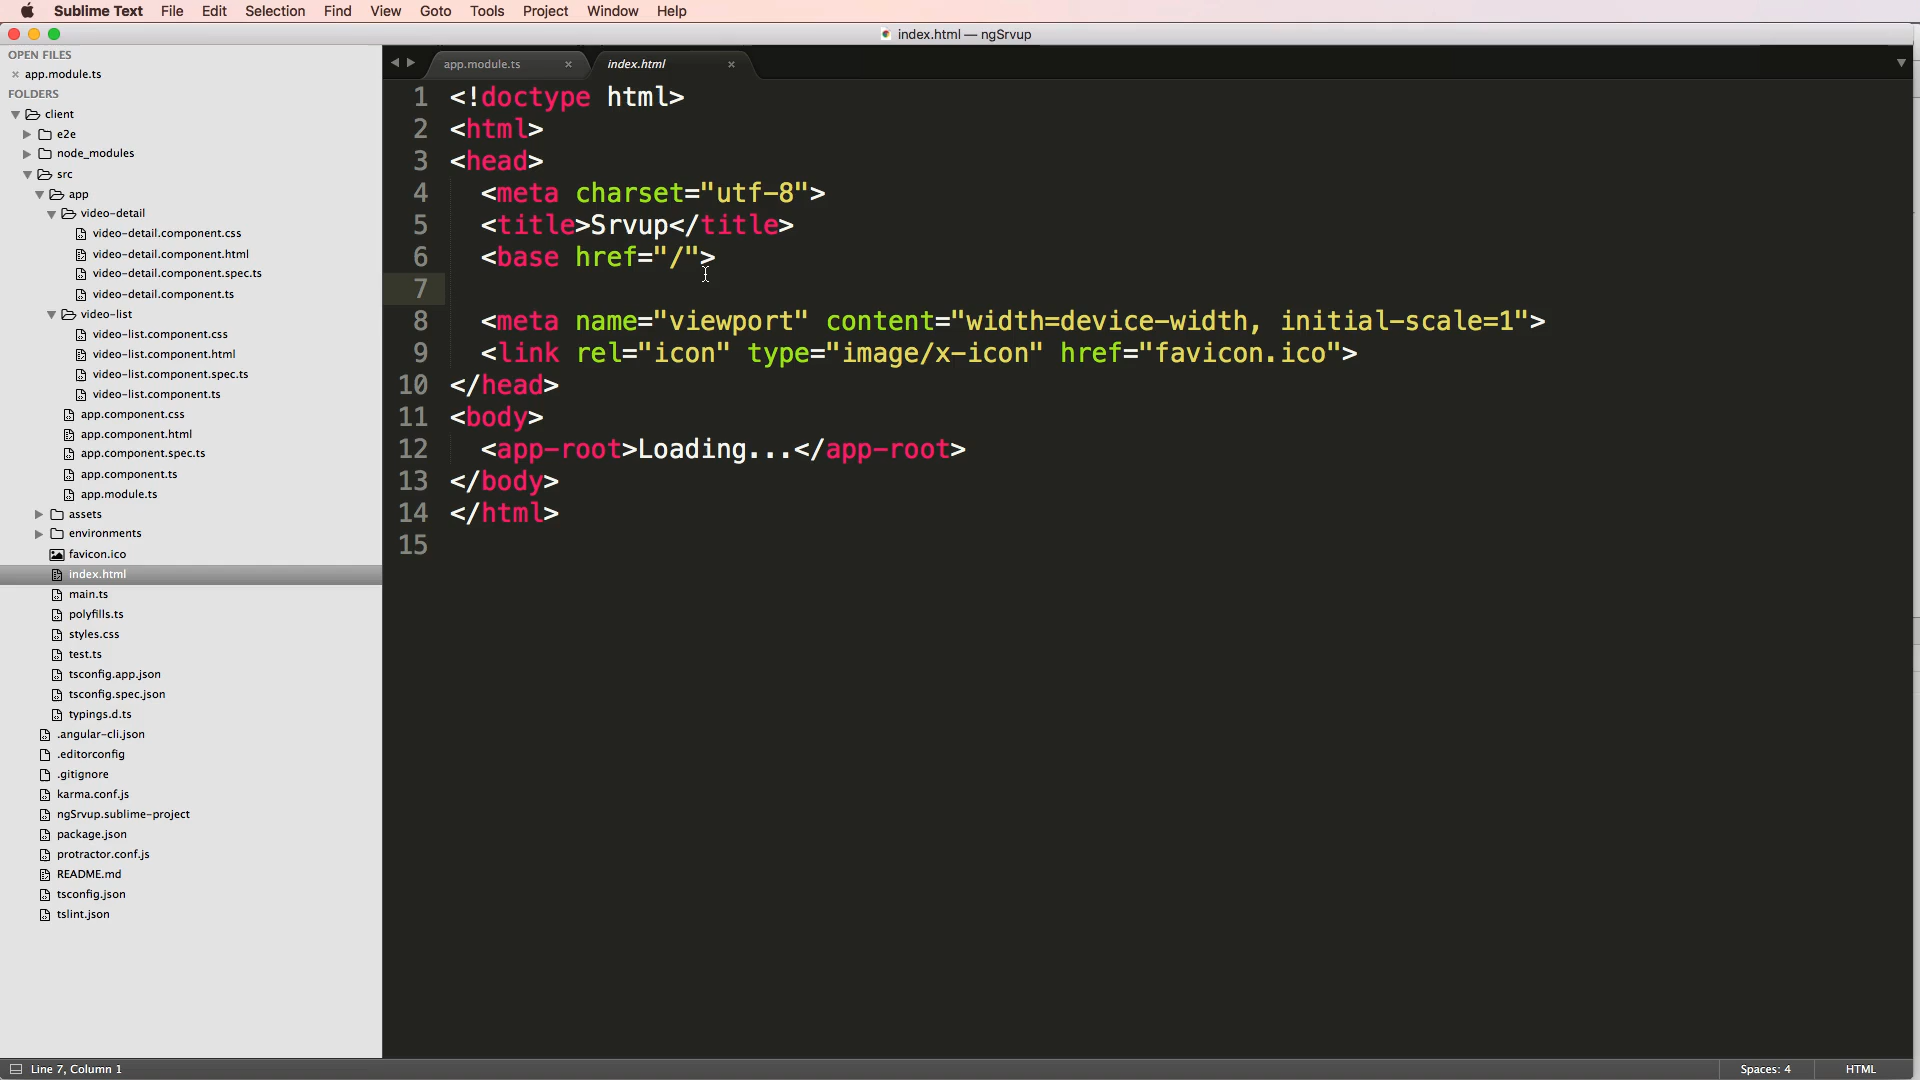 Sublime Text File Edit Selection Find View Goto Tools Project Window Help
index.html — ngSrvup
OPEN FILES
app.module.ts
FOLDERS
client
e2e
node_modules
src
app
video-detail
video-detail.component.css
video-detail.component.html
video-detail.component.spec.ts
video-detail.component.ts
video-list
video-list.component.css
video-list.component.html
video-list.component.spec.ts
video-list.component.ts
app.component.css
app.component.html
app.component.spec.ts
app.component.ts
app.module.ts
assets
environments
favicon.ico
index.html
main.ts
polyfills.ts
styles.css
test.ts
tsconfig.app.json
tsconfig.spec.json
typings.d.ts
.angular-cli.json
.editorconfig
.gitignore
karma.conf.js
ngSrvup.sublime-project
package.json
protractor.conf.js
README.md
tsconfig.json
tslint.json
app.module.ts index.html
1 <!doctype html>
2 <html>
3 <head>
4 <meta charset="utf-8">
5 <title>Srvup</title>
6 <base href="/">
7
8 <meta name="viewport" content="width=device-width, initial-scale=1">
9 <link rel="icon" type="image/x-icon" href="favicon.ico">
10 </head>
11 <body>
12 <app-root>Loading...</app-root>
13 </body>
14 </html>
15
Line 7, Column 1 Spaces: 4 HTML